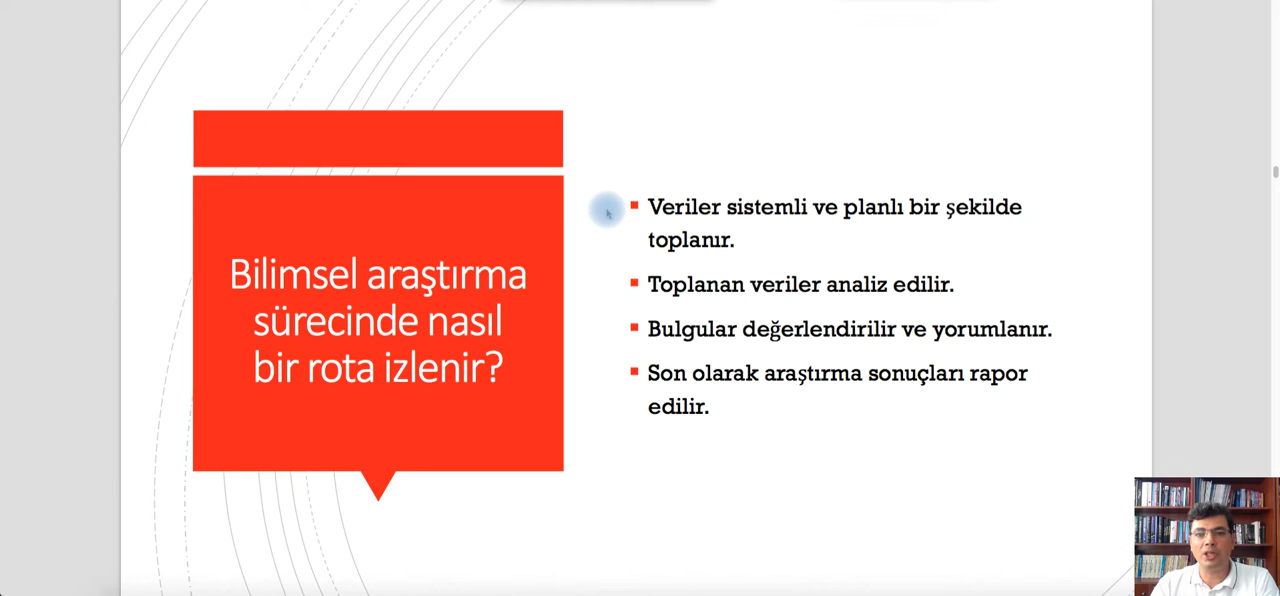 Bilimsel araştırma
sürecinde nasıl
bir rota izlenir?
Veriler sistemli ve planlı bir şekilde
toplanır.
Toplanan veriler analiz edilir.
Bulgular değerlendirilir ve yorumlanır.
Son olarak araştırma sonuçları rapor
edilir.